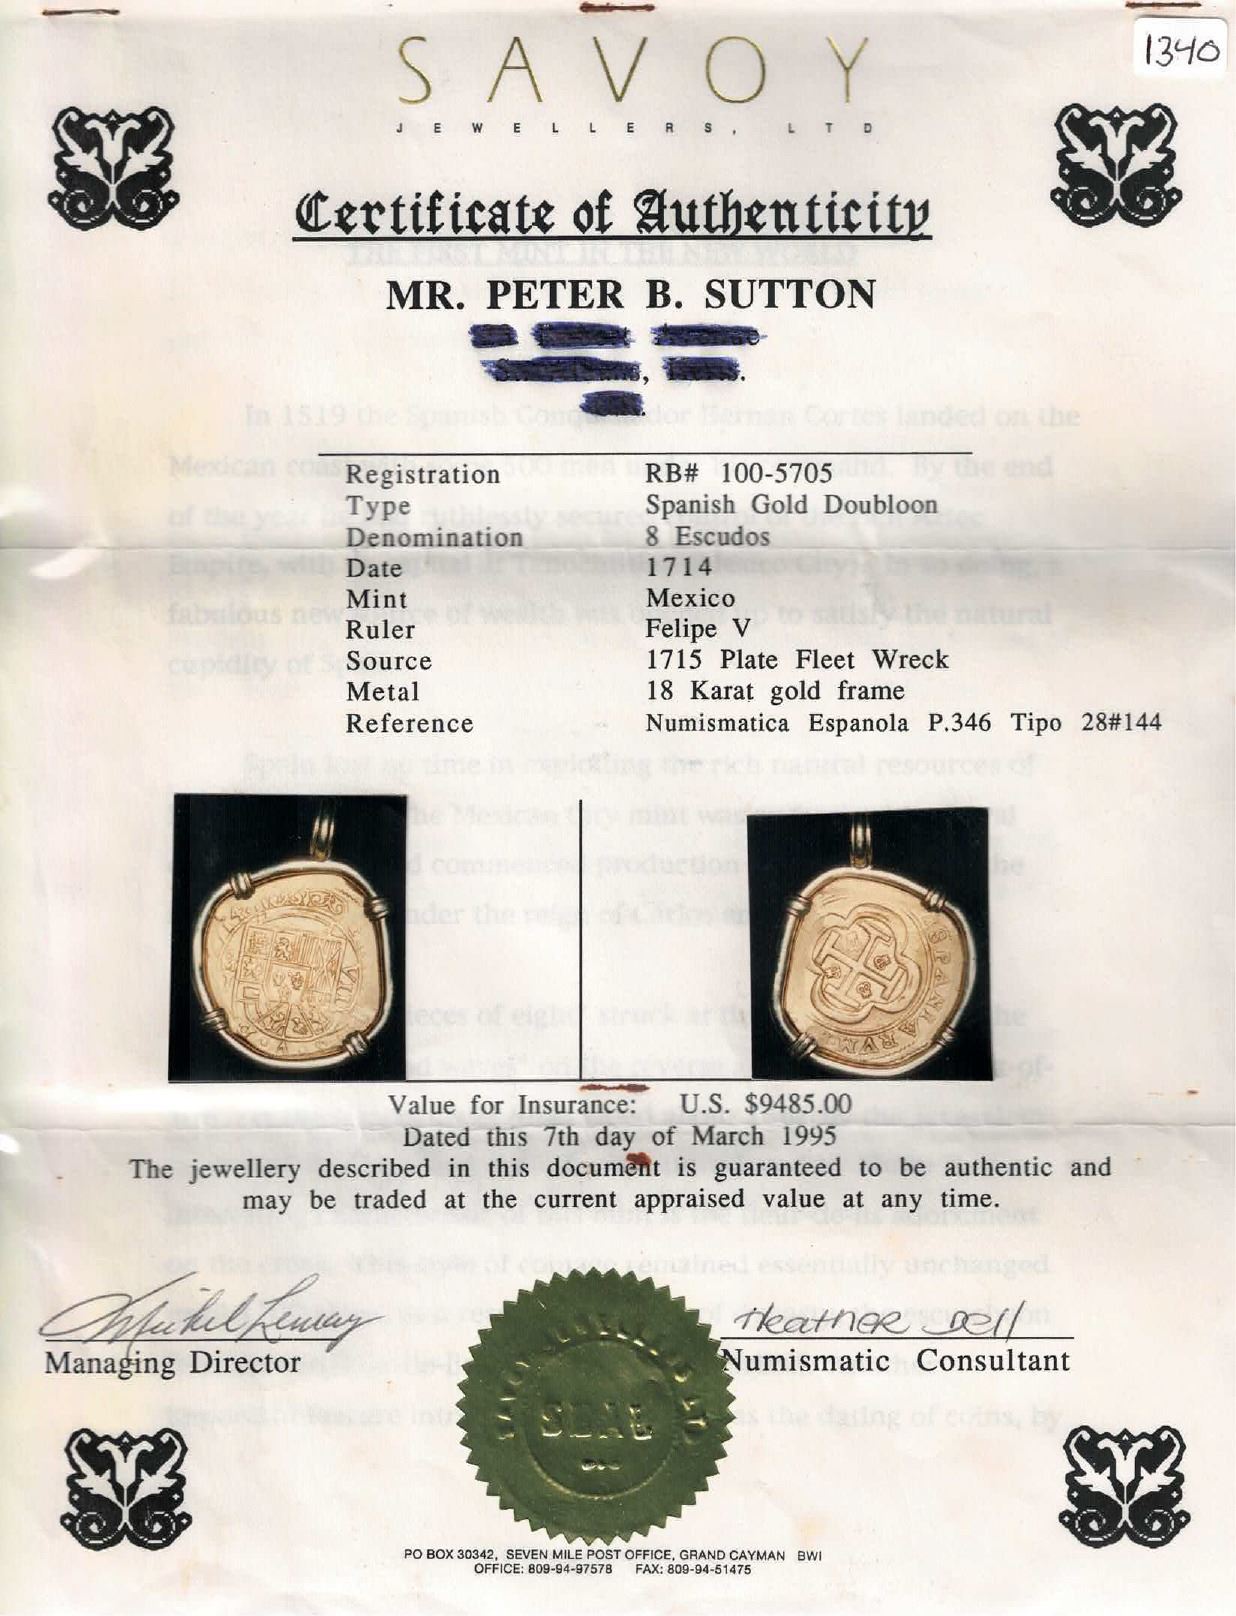 1340
SAVOY
JEWELLERS, LTD
Certificate of Authenticity
MR. PETER B. SUTTON
Registration RB# 100-5705
Type Spanish Gold Doubloon
Denomination 8 Escudos
Date 1714
Mint Mexico
Ruler Felipe V
Source 1715 Plate Fleet Wreck
Metal 18 Karat gold frame
Reference Numismatica Espanola P.346 Tipo 28#144
Value for Insurance: U.S. $9485.00
Dated this 7th day of March 1995
The jewellery described in this document is guaranteed to be authentic and
may be traded at the current appraised value at any time.
Heather Dell
Managing Director Numismatic Consultant
SEAL
PO BOX 30342, SEVEN MILE POST OFFICE, GRAND CAYMAN BWI
OFFICE: 809-94-97578 FAX: 809-94-51475